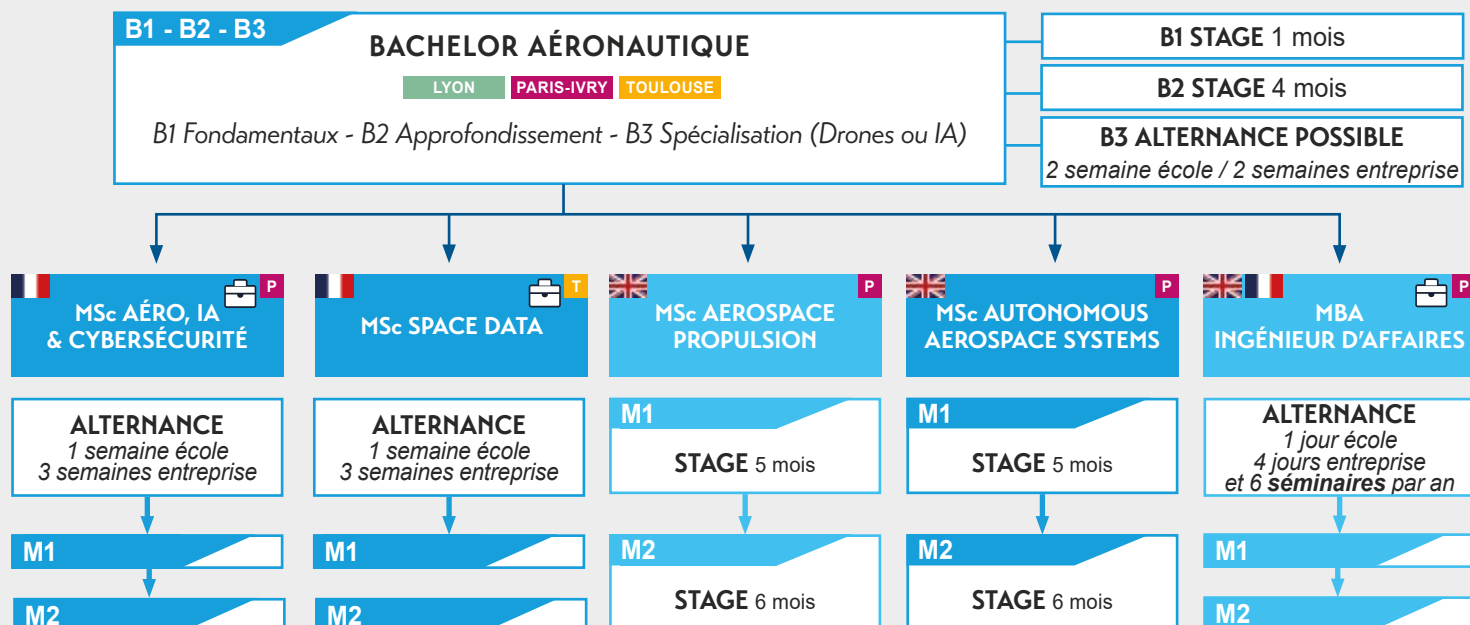 B1 - B2 - B3
BACHELOR AÉRONAUTIQUE
LYON PARIS-IVRY TOULOUSE
B1 Fondamentaux - B2 Approfondissement - B3 Spécialisation (Drones ou IA)
B1 STAGE 1 mois
B2 STAGE 4 mois
B3 ALTERNANCE POSSIBLE
2 semaine école / 2 semaines entreprise
P
MSc AÉRO, IA
& CYBERSÉCURITÉ
ALTERNANCE
1 semaine école
3 semaines entreprise
M1
M2
T
MSc SPACE DATA
ALTERNANCE
1 semaine école
3 semaines entreprise
M1
M2
P
MSc AEROSPACE
PROPULSION
M1
STAGE 5 mois
M2
STAGE 6 mois
P
MSc AUTONOMOUS
AEROSPACE SYSTEMS
M1
STAGE 5 mois
M2
STAGE 6 mois
P
MBA
INGÉNIEUR D'AFFAIRES
ALTERNANCE
1 jour école
4 jours entreprise
et 6 séminaires par an
M1
M2